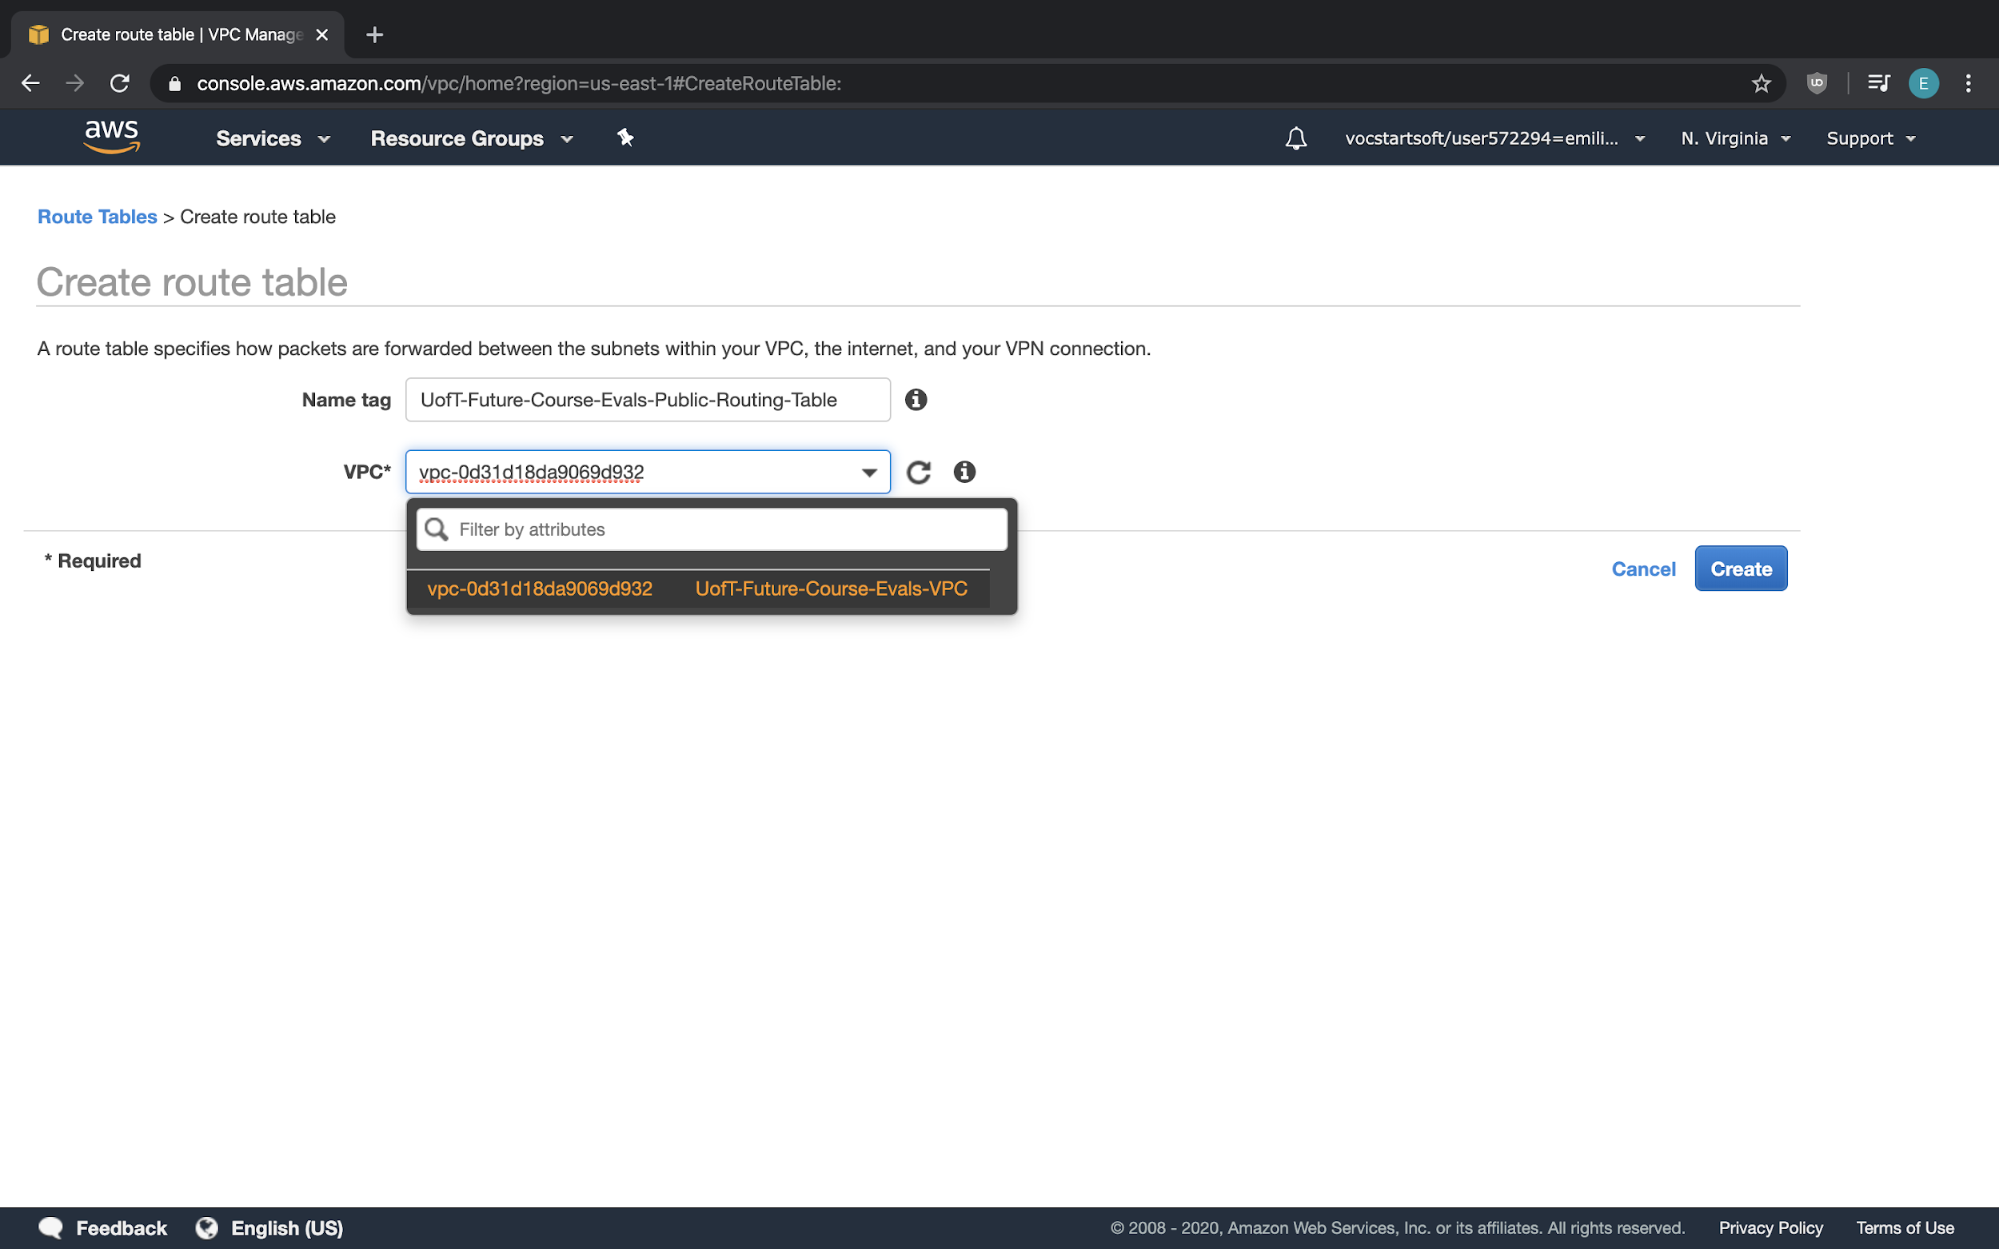 Create route table | VPC Manage
console.aws.amazon.com/vpc/home?region=us-east-1#CreateRouteTable:
E
aws Services Resource Groups vocstartsoft/user572294=emili... N. Virginia Support
Route Tables > Create route table
Create route table
A route table specifies how packets are forwarded between the subnets within your VPC, the internet, and your VPN connection.
Name tag UofT-Future-Course-Evals-Public-Routing-Table
VPC* vpc-0d31d18da9069d932
Filter by attributes
vpc-0d31d18da9069d932 UofT-Future-Course-Evals-VPC
* Required
Cancel Create
Feedback English (US) © 2008 - 2020, Amazon Web Services, Inc. or its affiliates. All rights reserved. Privacy Policy Terms of Use